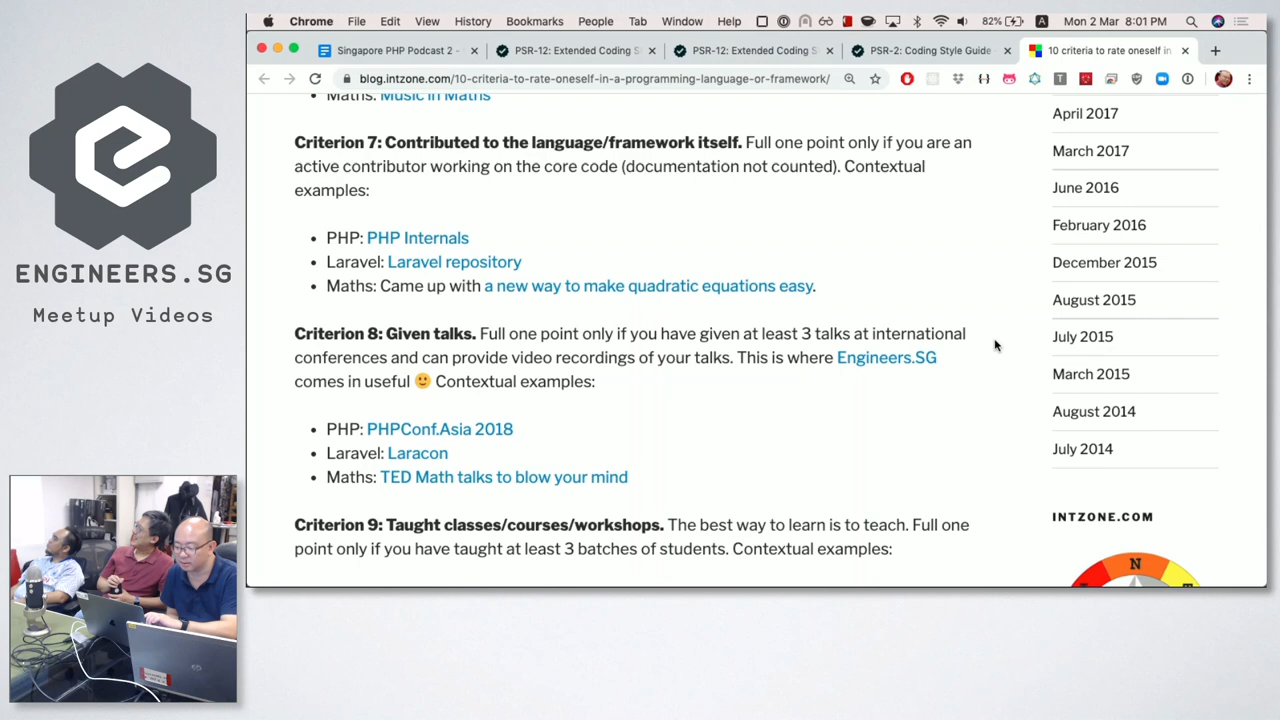 Chrome File Edit View History Bookmarks People Tab Window Help 82% A Mon 2 Mar 8:01 PM
Singapore PHP Podcast 2 -
PSR-12: Extended Coding S
PSR-12: Extended Coding S
PSR-2: Coding Style Guide -
10 criteria to rate oneself in
blog.intzone.com/10-criteria-to-rate-oneself-in-a-programming-language-or-framework/
Maths: Music in Maths
Criterion 7: Contributed to the language/framework itself. Full one point only if you are an
active contributor working on the core code (documentation not counted). Contextual
examples:
• PHP: PHP Internals
• Laravel: Laravel repository
• Maths: Came up with a new way to make quadratic equations easy.
Criterion 8: Given talks. Full one point only if you have given at least 3 talks at international
conferences and can provide video recordings of your talks. This is where Engineers.SG
comes in useful 🙂 Contextual examples:
• PHP: PHPConf.Asia 2018
• Laravel: Laracon
• Maths: TED Math talks to blow your mind
Criterion 9: Taught classes/courses/workshops. The best way to learn is to teach. Full one
point only if you have taught at least 3 batches of students. Contextual examples:
April 2017
March 2017
June 2016
February 2016
December 2015
August 2015
July 2015
March 2015
August 2014
July 2014
INTZONE.COM
N
ENGINEERS.SG
Meetup Videos